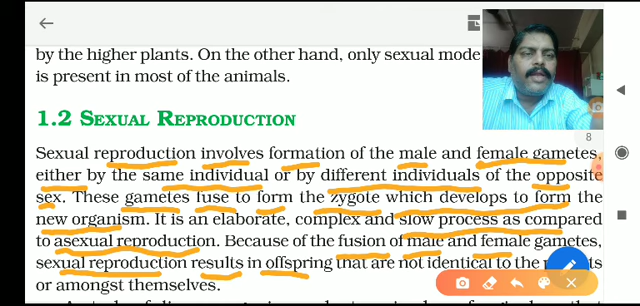 by the higher plants. On the other hand, only sexual mode
is present in most of the animals.
1.2 SEXUAL REPRODUCTION
Sexual reproduction involves formation of the male and female gametes,
either by the same individual or by different individuals of the opposite
sex. These gametes fuse to form the zygote which develops to form the
new organism. It is an elaborate, complex and slow process as compared
to asexual reproduction. Because of the fusion of male and female gametes,
sexual reproduction results in offspring that are not identical to the
or amongst themselves.
8